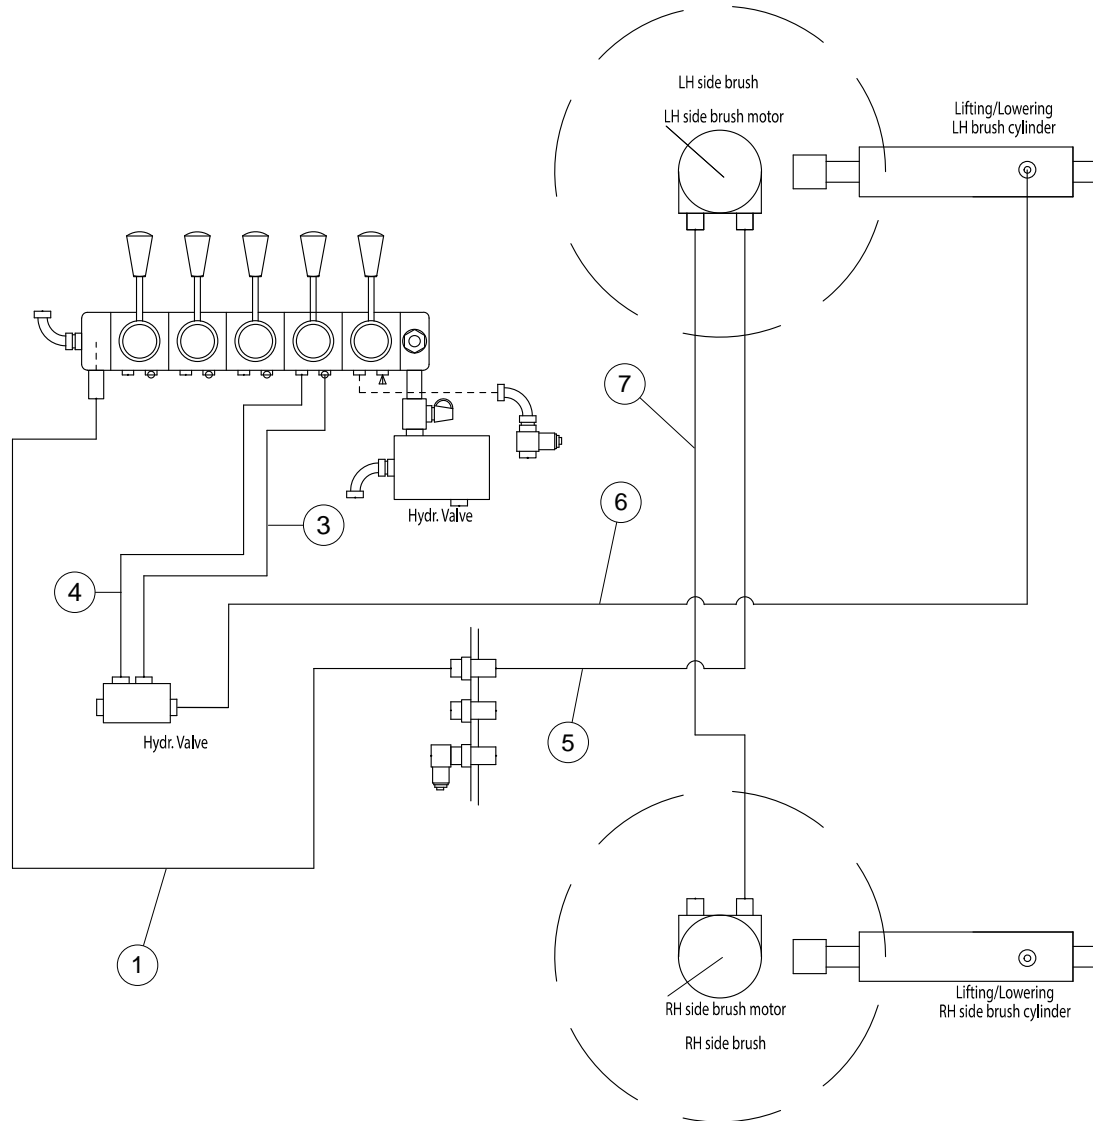 LH side brush
LH side brush motor
Lifting/Lowering
LH brush cylinder
7
6
Hydr. Valve
3
4
5
Hydr. Valve
1
RH side brush motor
RH side brush
Lifting/Lowering
RH side brush cylinder